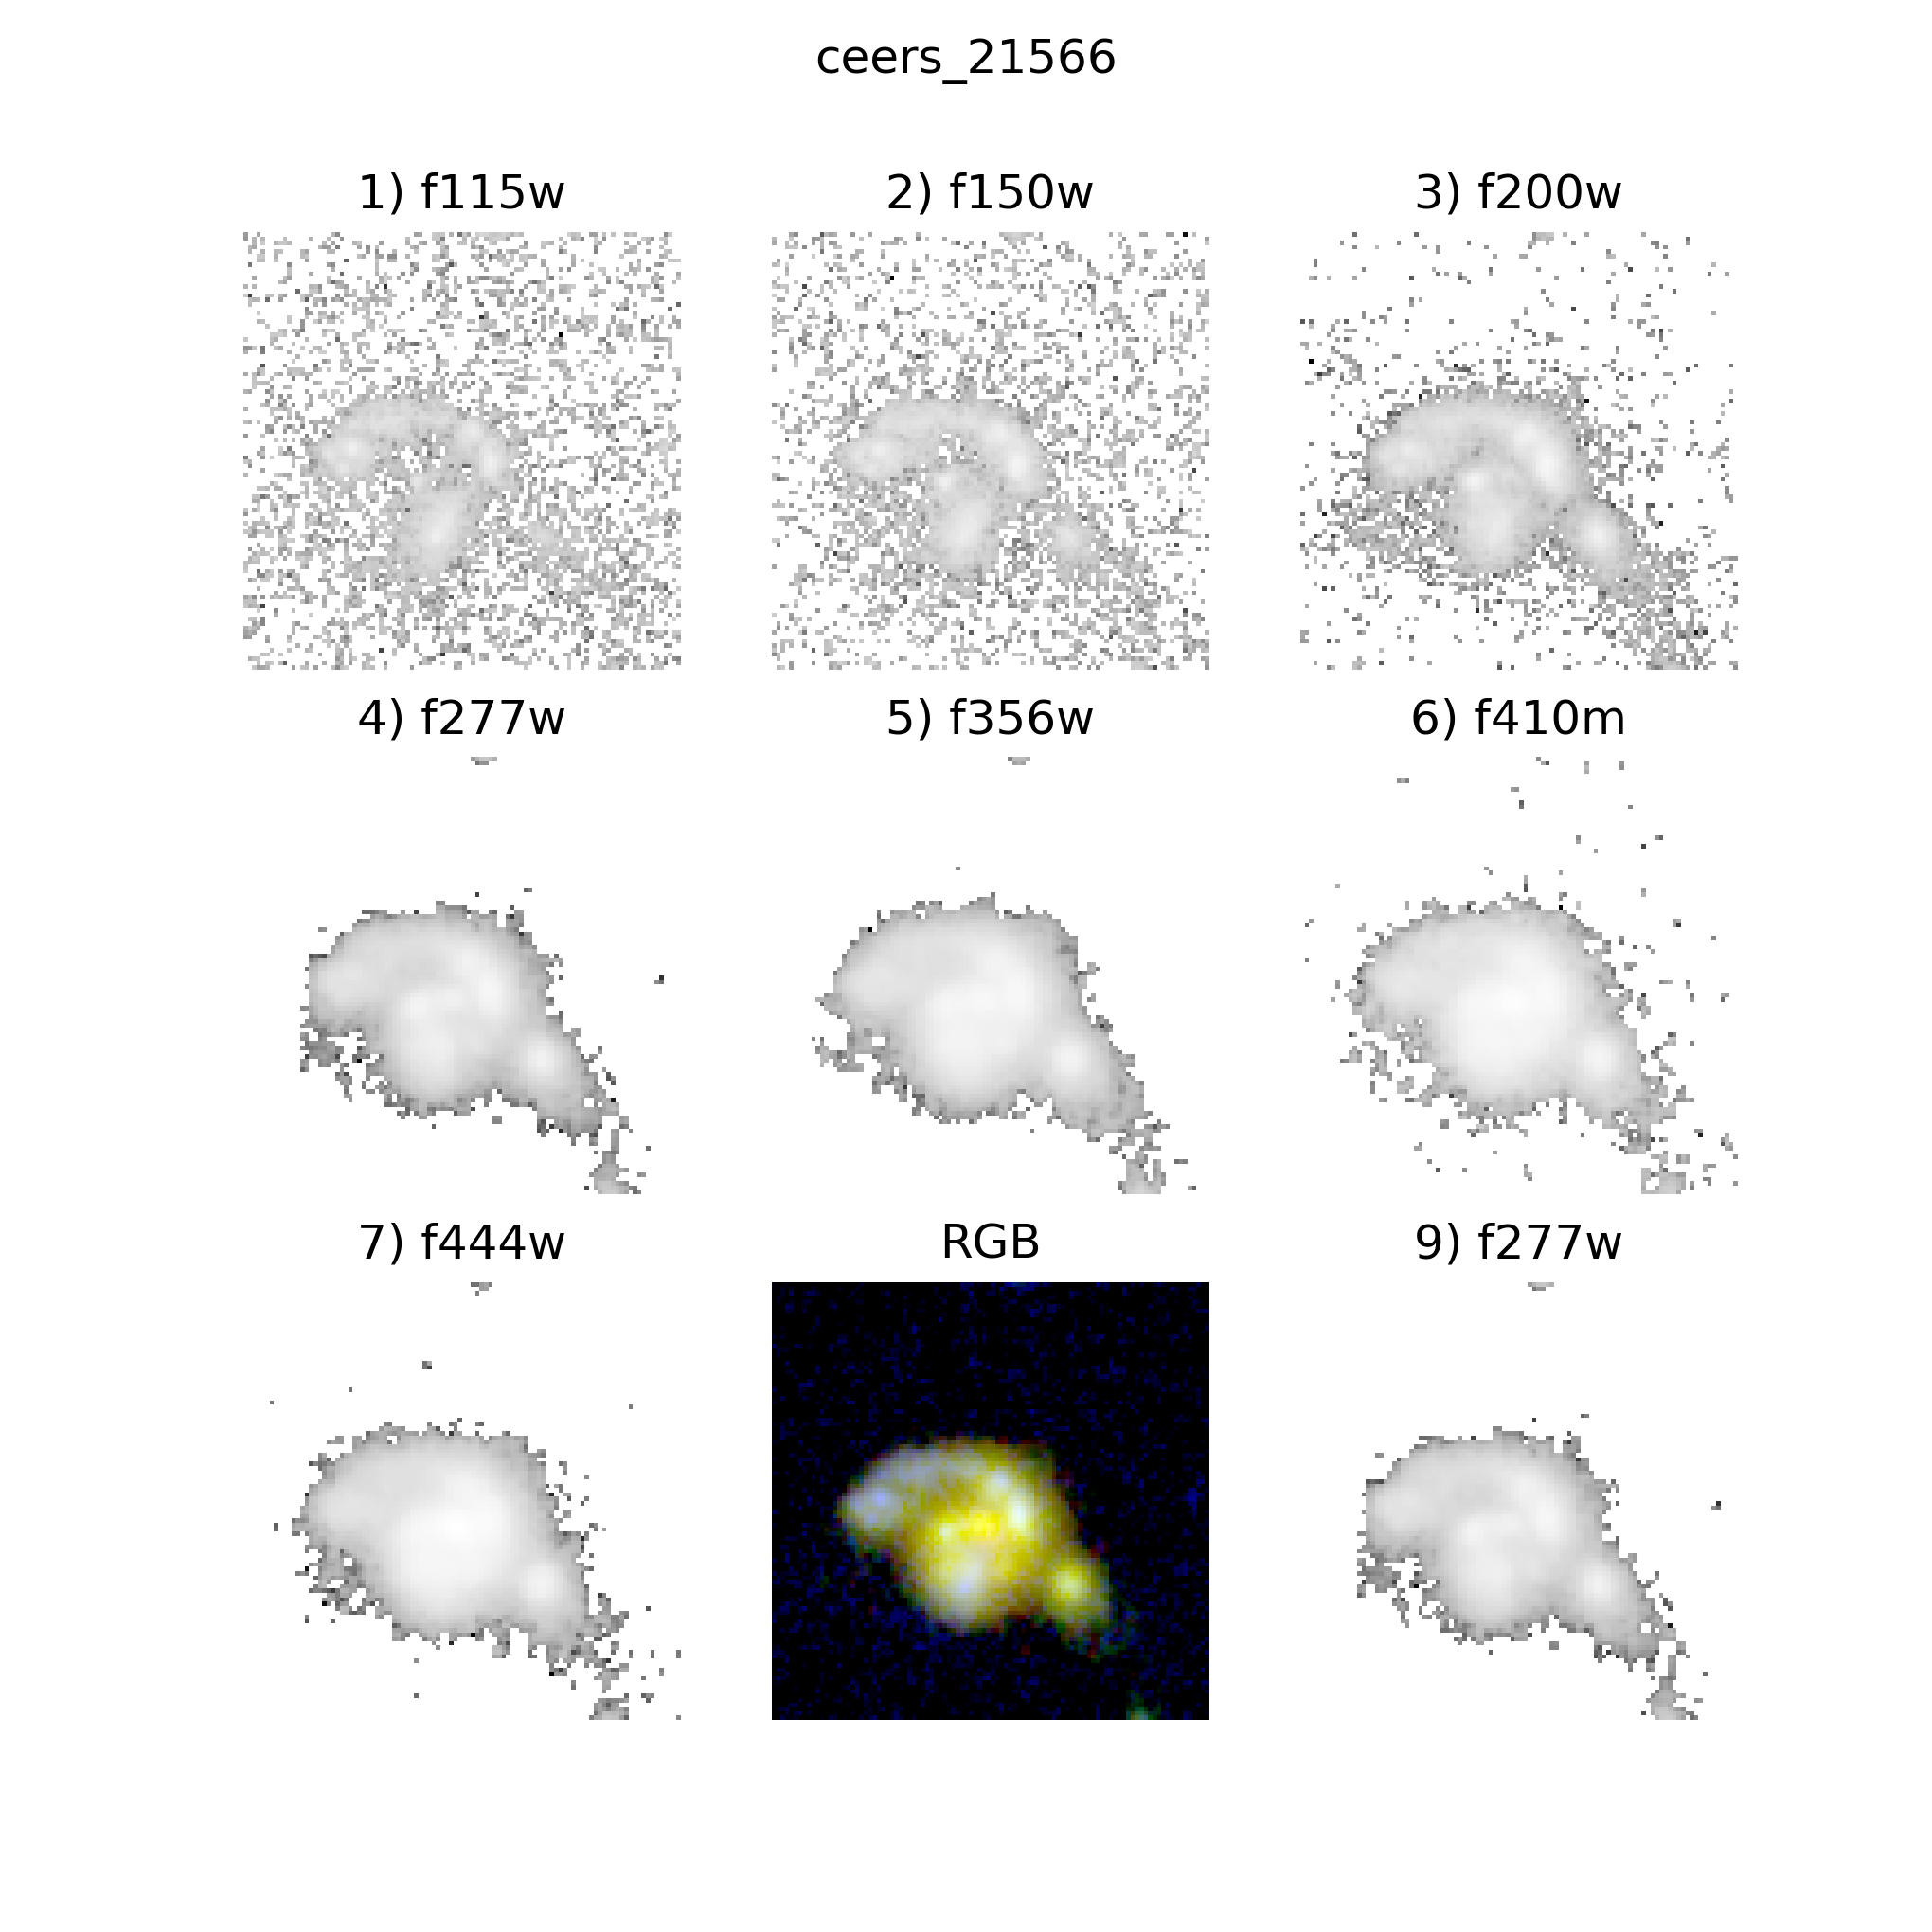 ceers_21566
1) f115w
2) f150w
3) f200w
4) f277w
5) f356w
6) f410m
7) f444w
RGB
9) f277w